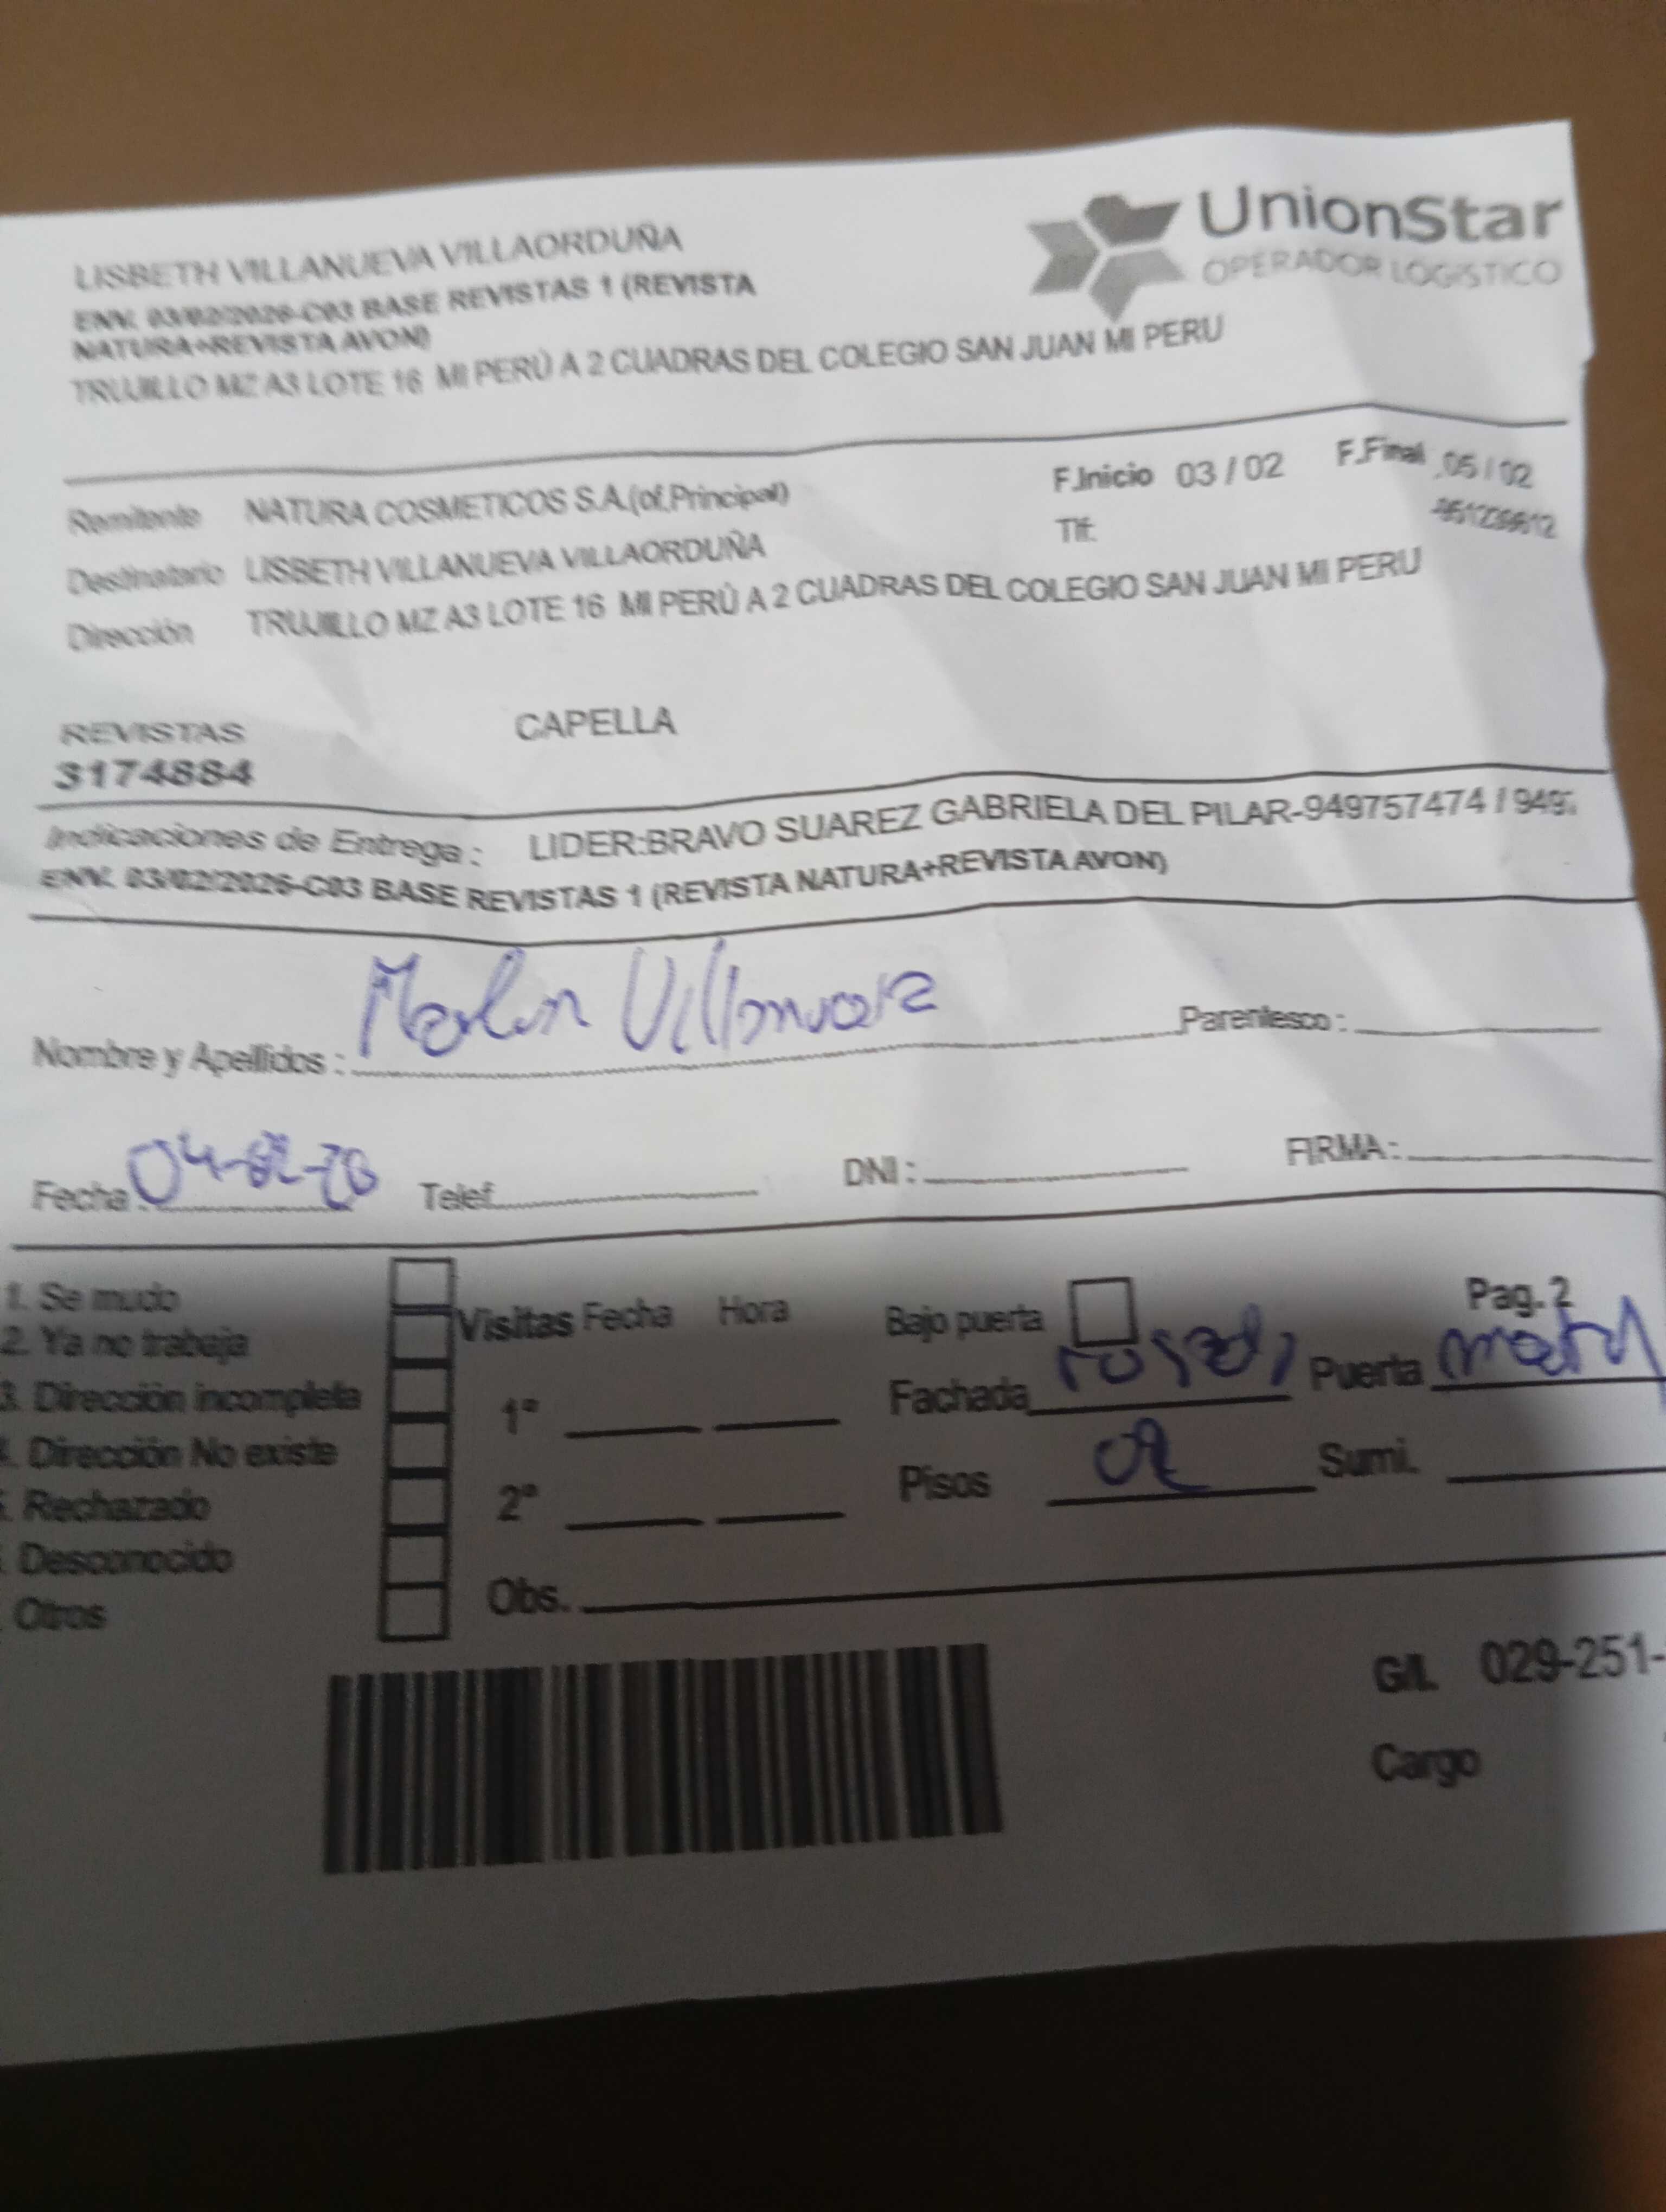 UnionStar
OPERADOR LOGISTICO
LISBETH VILLANUEVA VILLAORDUÑA
ENV. 03/02/2026-C03 BASE REVISTAS 1 (REVISTA
NATURA+REVISTA AVON)
TRUJILLO MZ A3 LOTE 16 MI PERÚ A 2 CUADRAS DEL COLEGIO SAN JUAN MI PERU
Remitente NATURA COSMETICOS S.A.(of.Principal) F.Inicio 03 / 02 F.Final 05 / 02
Destinatario LISBETH VILLANUEVA VILLAORDUÑA Tlf:
Dirección TRUJILLO MZ A3 LOTE 16 MI PERÚ A 2 CUADRAS DEL COLEGIO SAN JUAN MI PERU
REVISTAS CAPELLA
3174884
Indicaciones de Entrega : LIDER:BRAVO SUAREZ GABRIELA DEL PILAR-949757474 / 949
ENV. 03/02/2026-C03 BASE REVISTAS 1 (REVISTA NATURA+REVISTA AVON)
Nombre y Apellidos : Villanueva Parentesco :
Fecha : 04-02-26 Telef. DNI : FIRMA :
1. Se mudo
2. Ya no trabaja
3. Dirección incompleta
. Dirección No existe
. Rechazado
. Desconocido
Otros
Visitas Fecha Hora
1°
2°
Obs.
Bajo puerta Pag. 2
Fachada Puerta
Pisos 02 Sumi.
G/L 029-251-
Cargo